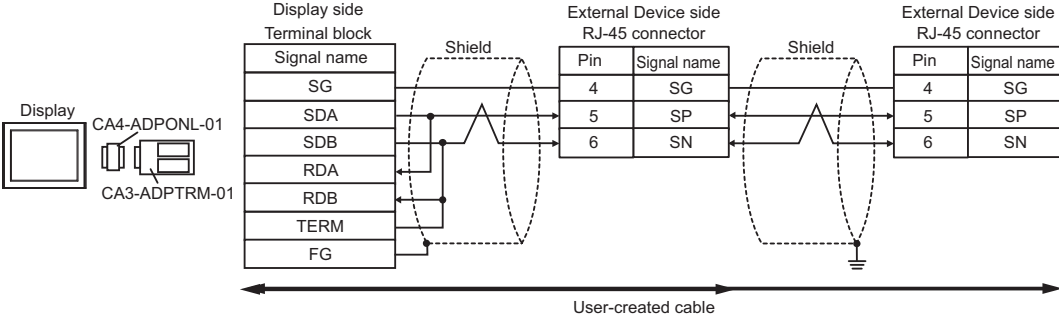 Display side
Terminal block
External Device side
RJ-45 connector
External Device side
RJ-45 connector
Signal name
SG
SDA
SDB
RDA
RDB
TERM
FG
Shield
Pin Signal name
4 SG
5 SP
6 SN
Shield
Pin Signal name
4 SG
5 SP
6 SN
Display
CA4-ADPONL-01
CA3-ADPTRM-01
User-created cable